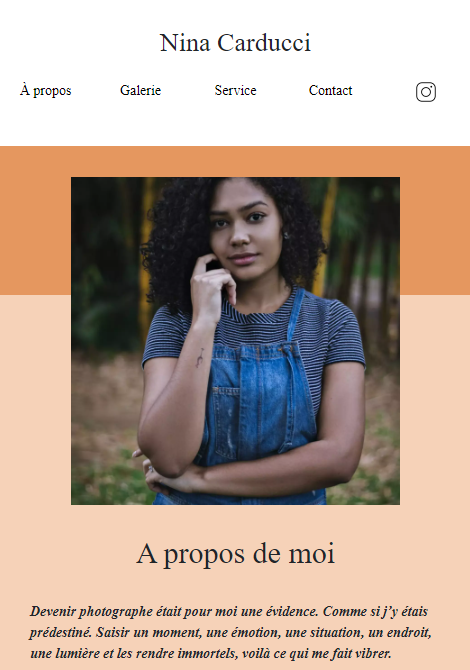 Nina Carducci
À propos Galerie Service Contact
A propos de moi
Devenir photographe était pour moi une évidence. Comme si j’y étais
prédestiné. Saisir un moment, une émotion, une situation, un endroit,
une lumière et les rendre immortels, voilà ce qui me fait vibrer.